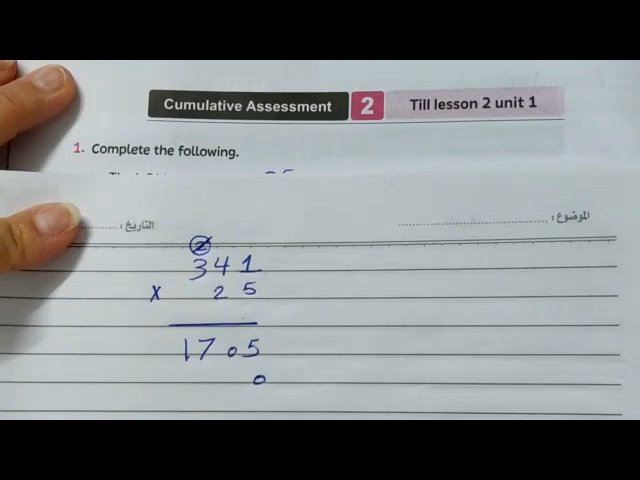 Cumulative Assessment 2 Till lesson 2 unit 1
1. Complete the following.
الموضوع : التاريخ :
2
341
x 25
1705
0